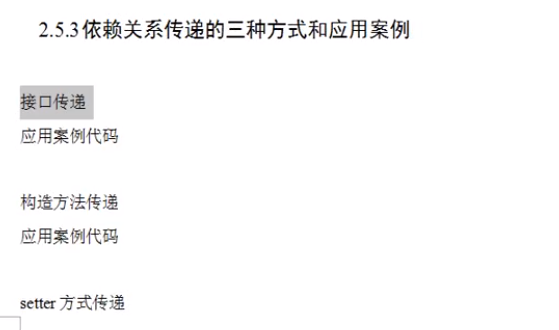 2.5.3依赖关系传递的三种方式和应用案例
接口传递
应用案例代码
构造方法传递
应用案例代码
setter 方式传递